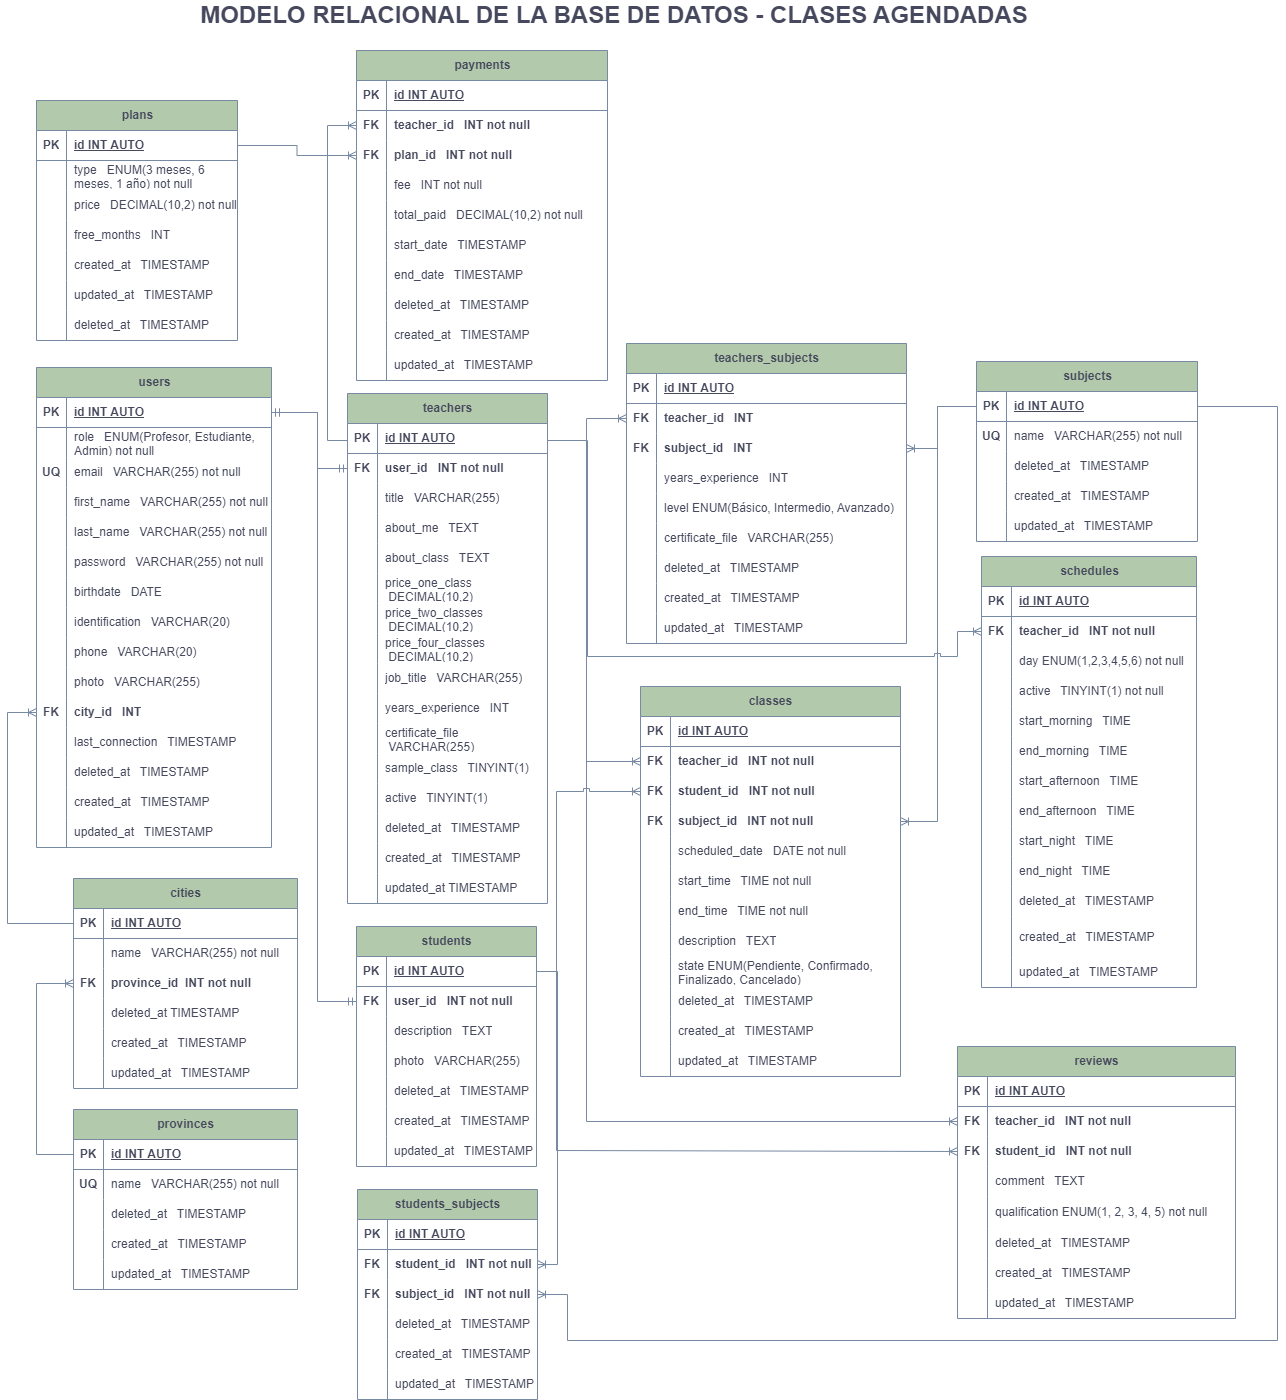 MODELO RELACIONAL DE LA BASE DE DATOS - CLASES AGENDADAS
payments
PK id INT AUTO
FK teacher_id INT not null
FK plan_id INT not null
fee INT not null
total_paid DECIMAL(10,2) not null
start_date TIMESTAMP
end_date TIMESTAMP
deleted_at TIMESTAMP
created_at TIMESTAMP
updated_at TIMESTAMP
plans
PK id INT AUTO
type ENUM(3 meses, 6
meses, 1 año) not null
price DECIMAL(10,2) not null
free_months INT
created_at TIMESTAMP
updated_at TIMESTAMP
deleted_at TIMESTAMP
users
PK id INT AUTO
role ENUM(Profesor, Estudiante,
Admin) not null
UQ email VARCHAR(255) not null
first_name VARCHAR(255) not null
last_name VARCHAR(255) not null
password VARCHAR(255) not null
birthdate DATE
identification VARCHAR(20)
phone VARCHAR(20)
photo VARCHAR(255)
FK city_id INT
last_connection TIMESTAMP
deleted_at TIMESTAMP
created_at TIMESTAMP
updated_at TIMESTAMP
teachers
PK id INT AUTO
FK user_id INT not null
title VARCHAR(255)
about_me TEXT
about_class TEXT
price_one_class
DECIMAL(10,2)
price_two_classes
DECIMAL(10,2)
price_four_classes
DECIMAL(10,2)
job_title VARCHAR(255)
years_experience INT
certificate_file
VARCHAR(255)
sample_class TINYINT(1)
active TINYINT(1)
deleted_at TIMESTAMP
created_at TIMESTAMP
updated_at TIMESTAMP
teachers_subjects
PK id INT AUTO
FK teacher_id INT
FK subject_id INT
years_experience INT
level ENUM(Básico, Intermedio, Avanzado)
certificate_file VARCHAR(255)
deleted_at TIMESTAMP
created_at TIMESTAMP
updated_at TIMESTAMP
subjects
PK id INT AUTO
UQ name VARCHAR(255) not null
deleted_at TIMESTAMP
created_at TIMESTAMP
updated_at TIMESTAMP
schedules
PK id INT AUTO
FK teacher_id INT not null
day ENUM(1,2,3,4,5,6) not null
active TINYINT(1) not null
start_morning TIME
end_morning TIME
start_afternoon TIME
end_afternoon TIME
start_night TIME
end_night TIME
deleted_at TIMESTAMP
created_at TIMESTAMP
updated_at TIMESTAMP
classes
PK id INT AUTO
FK teacher_id INT not null
FK student_id INT not null
FK subject_id INT not null
scheduled_date DATE not null
start_time TIME not null
end_time TIME not null
description TEXT
state ENUM(Pendiente, Confirmado,
Finalizado, Cancelado)
deleted_at TIMESTAMP
created_at TIMESTAMP
updated_at TIMESTAMP
cities
PK id INT AUTO
name VARCHAR(255) not null
FK province_id INT not null
deleted_at TIMESTAMP
created_at TIMESTAMP
updated_at TIMESTAMP
students
PK id INT AUTO
FK user_id INT not null
description TEXT
photo VARCHAR(255)
deleted_at TIMESTAMP
created_at TIMESTAMP
updated_at TIMESTAMP
reviews
PK id INT AUTO
FK teacher_id INT not null
FK student_id INT not null
comment TEXT
qualification ENUM(1, 2, 3, 4, 5) not null
deleted_at TIMESTAMP
created_at TIMESTAMP
updated_at TIMESTAMP
provinces
PK id INT AUTO
UQ name VARCHAR(255) not null
deleted_at TIMESTAMP
created_at TIMESTAMP
updated_at TIMESTAMP
students_subjects
PK id INT AUTO
FK student_id INT not null
FK subject_id INT not null
deleted_at TIMESTAMP
created_at TIMESTAMP
updated_at TIMESTAMP